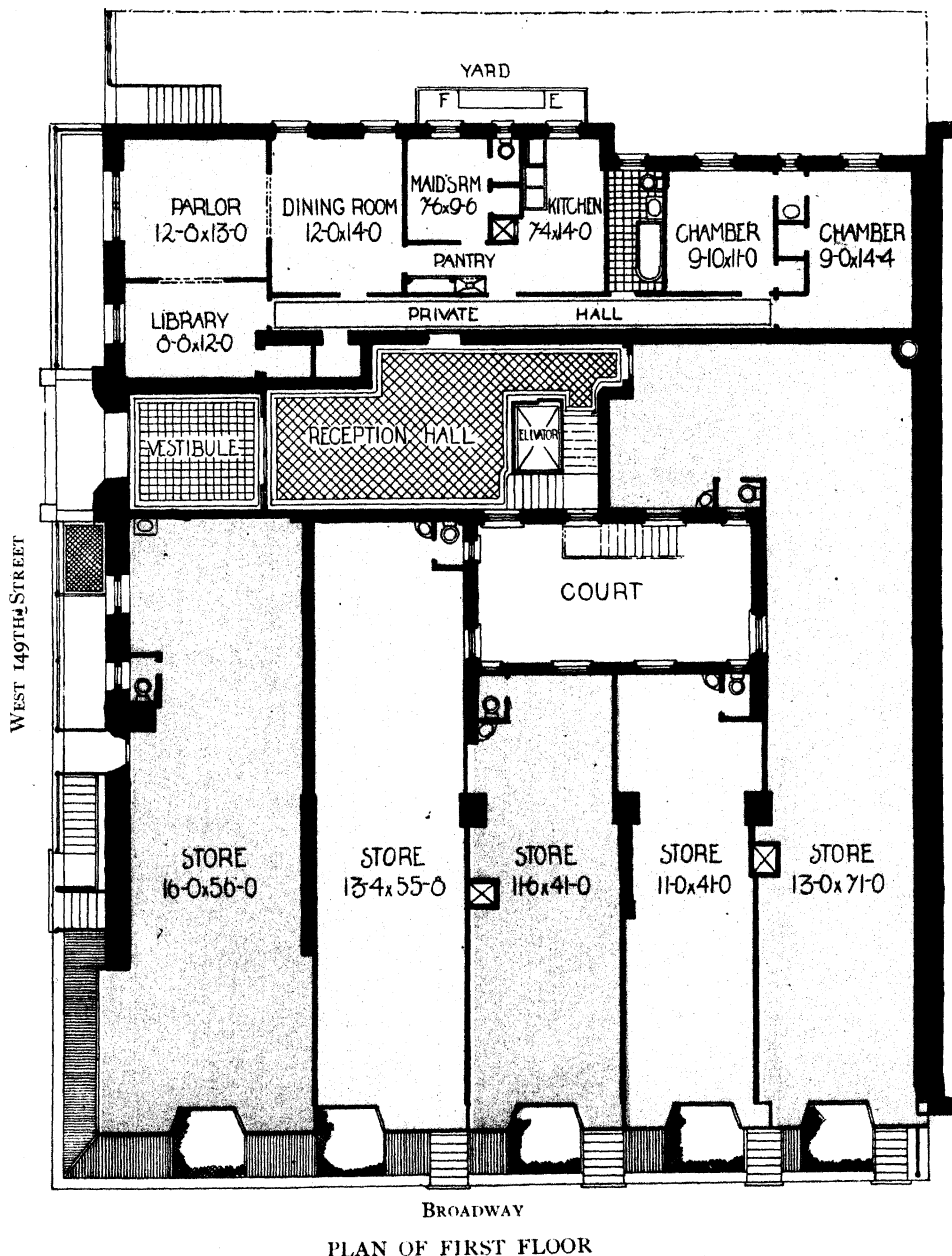 YARD
F E
PARLOR
12-8x13-0
DINING ROOM
12-0x14-0
MAID'S RM
7-6x9-6
KITCHEN
7-4x14-0
PANTRY
CHAMBER
9-10x11-0
CHAMBER
9-0x14-4
LIBRARY
8-8x12-0
PRIVATE HALL
VESTIBULE
RECEPTION HALL
ELEVATOR
COURT
WEST 149TH STREET
STORE
16-0x56-0
STORE
13-4x55-8
STORE
11-6x41-0
STORE
11-0x41-0
STORE
13-0x71-0
BROADWAY
PLAN OF FIRST FLOOR